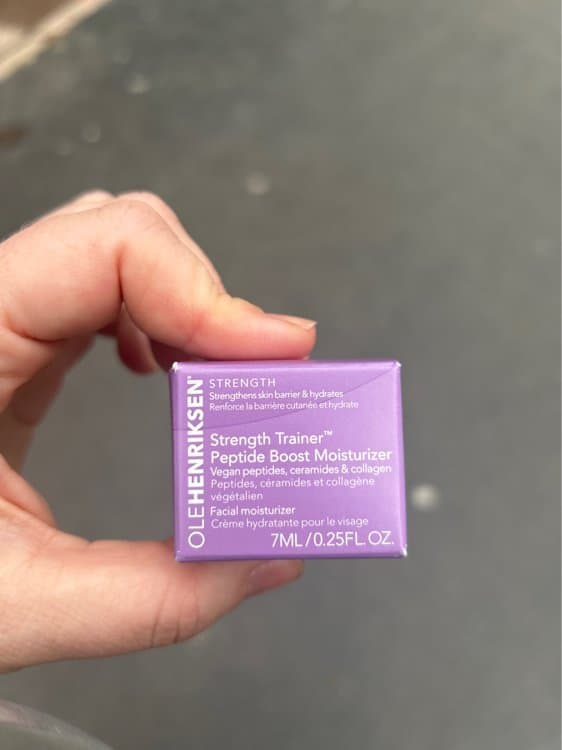 OLEHENRIKSEN®
STRENGTH
Strengthens skin barrier & hydrates
Renforce la barrière cutanée et hydrate
Strength Trainer™
Peptide Boost Moisturizer
Vegan peptides, ceramides & collagen
Peptides, céramides et collagène
végétalien
Facial moisturizer
Crème hydratante pour le visage
7ML/0.25FL. OZ.